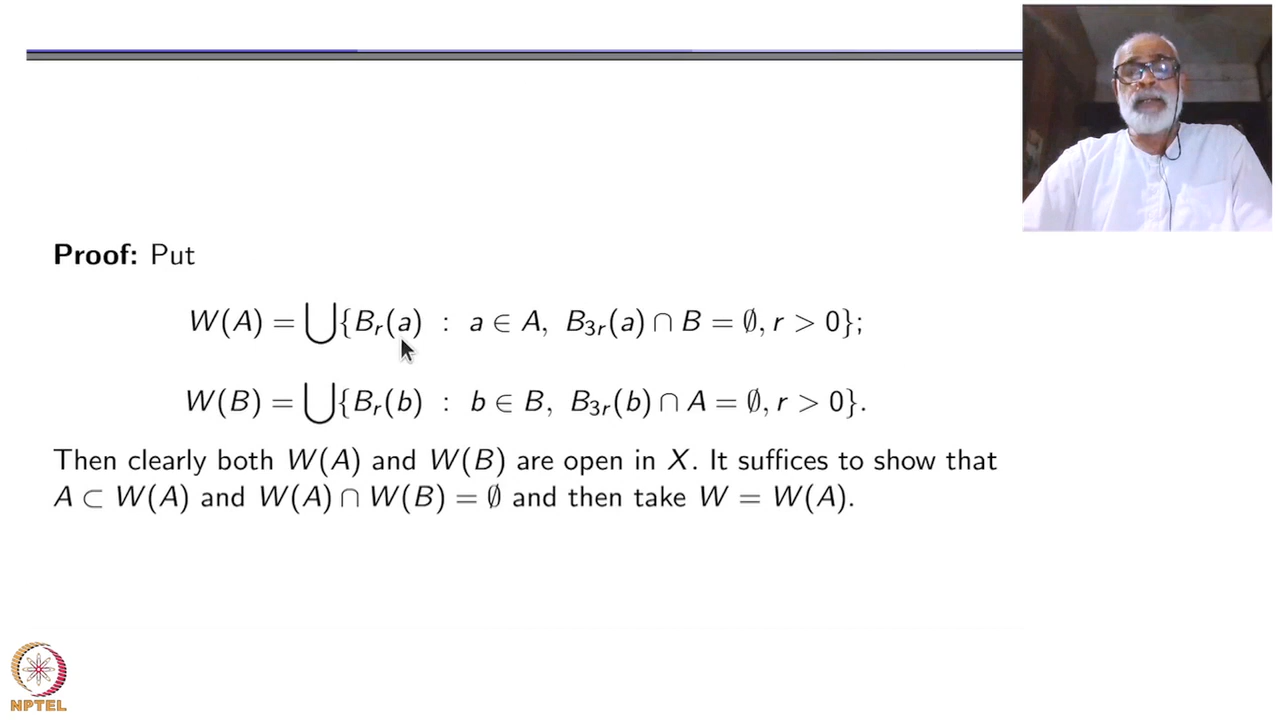 Proof: Put
W(A) = ⋃{B_r(a) : a ∈ A, B_{3r}(a) ∩ B = ∅, r > 0};
W(B) = ⋃{B_r(b) : b ∈ B, B_{3r}(b) ∩ A = ∅, r > 0}.
Then clearly both W(A) and W(B) are open in X. It suffices to show that
A ⊂ W(A) and W(A) ∩ W(B) = ∅ and then take W = W(A).
NPTEL